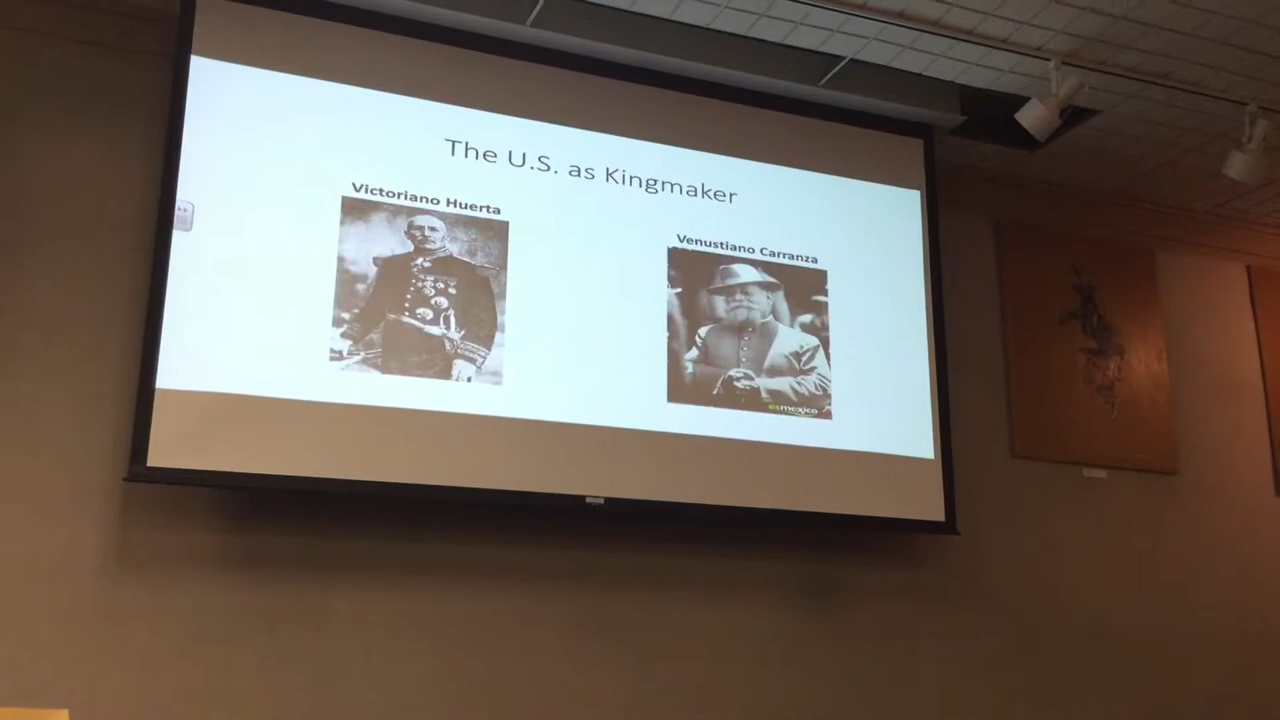 The U.S. as Kingmaker
Victoriano Huerta
Venustiano Carranza
esmexico